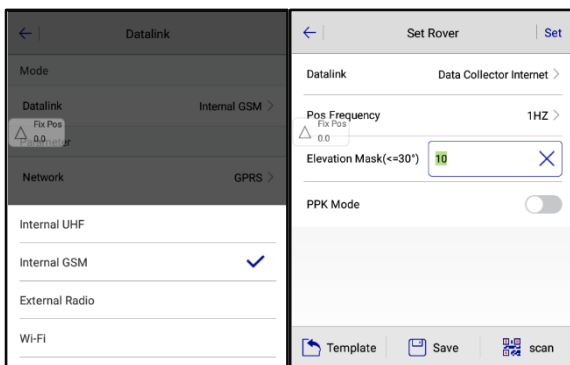 Datalink
Mode
Datalink
Internal GSM
Fix Pos
0.0
Parameter
Network
GPRS
Internal UHF
Internal GSM
External Radio
Wi-Fi
Set Rover
Set
Datalink
Data Collector Internet
Pos Frequency
1HZ
Fix Pos
0.0
Elevation Mask(<=30°)
10
PPK Mode
Template
Save
scan